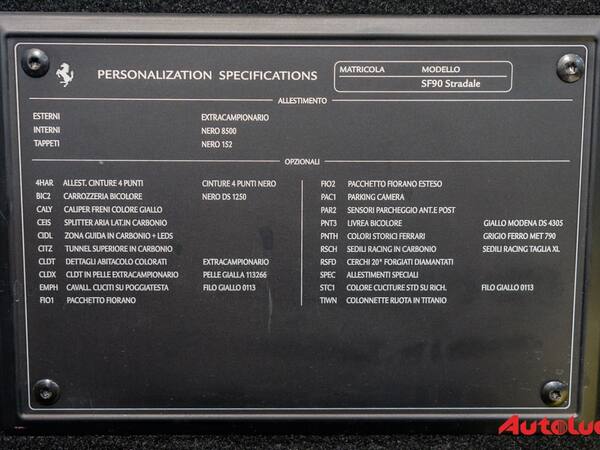 PERSONALIZATION SPECIFICATIONS
MATRICOLA MODELLO
SF90 Stradale
ALLESTIMENTO
ESTERNI EXTRACAMPIONARIO
INTERNI NERO 8500
TAPPETI NERO 152
OPZIONALI
4HAR ALLEST. CINTURE 4 PUNTI CINTURE 4 PUNTI NERO
BIC2 CARROZZERIA BICOLORE NERO DS 1250
CALY CALIPER FRENI COLORE GIALLO
CEIS SPLITTER ARIA LAT.IN CARBONIO
CIDL ZONA GUIDA IN CARBONIO + LEDS
CITZ TUNNEL SUPERIORE IN CARBONIO
CLDT DETTAGLI ABITACOLO COLORATI EXTRACAMPIONARIO
CLDX CLDT IN PELLE EXTRACAMPIONARIO PELLE GIALLA 113266
EMPH CAVALL. CUCITI SU POGGIATESTA FILO GIALLO 0113
FIO1 PACCHETTO FIORANO
FIO2 PACCHETTO FIORANO ESTESO
PAC1 PARKING CAMERA
PAR2 SENSORI PARCHEGGIO ANT.E POST
PNT3 LIVREA BICOLORE GIALLO MODENA DS 4305
PNTH COLORI STORICI FERRARI GRIGIO FERRO MET 790
RSCH SEDILI RACING IN CARBONIO SEDILI RACING TAGLIA XL
RSFD CERCHI 20" FORGIATI DIAMANTATI
SPEC ALLESTIMENTI SPECIALI
STC1 COLORE CUCITURE STD SU RICH. FILO GIALLO 0113
TIWN COLONNETTE RUOTA IN TITANIO